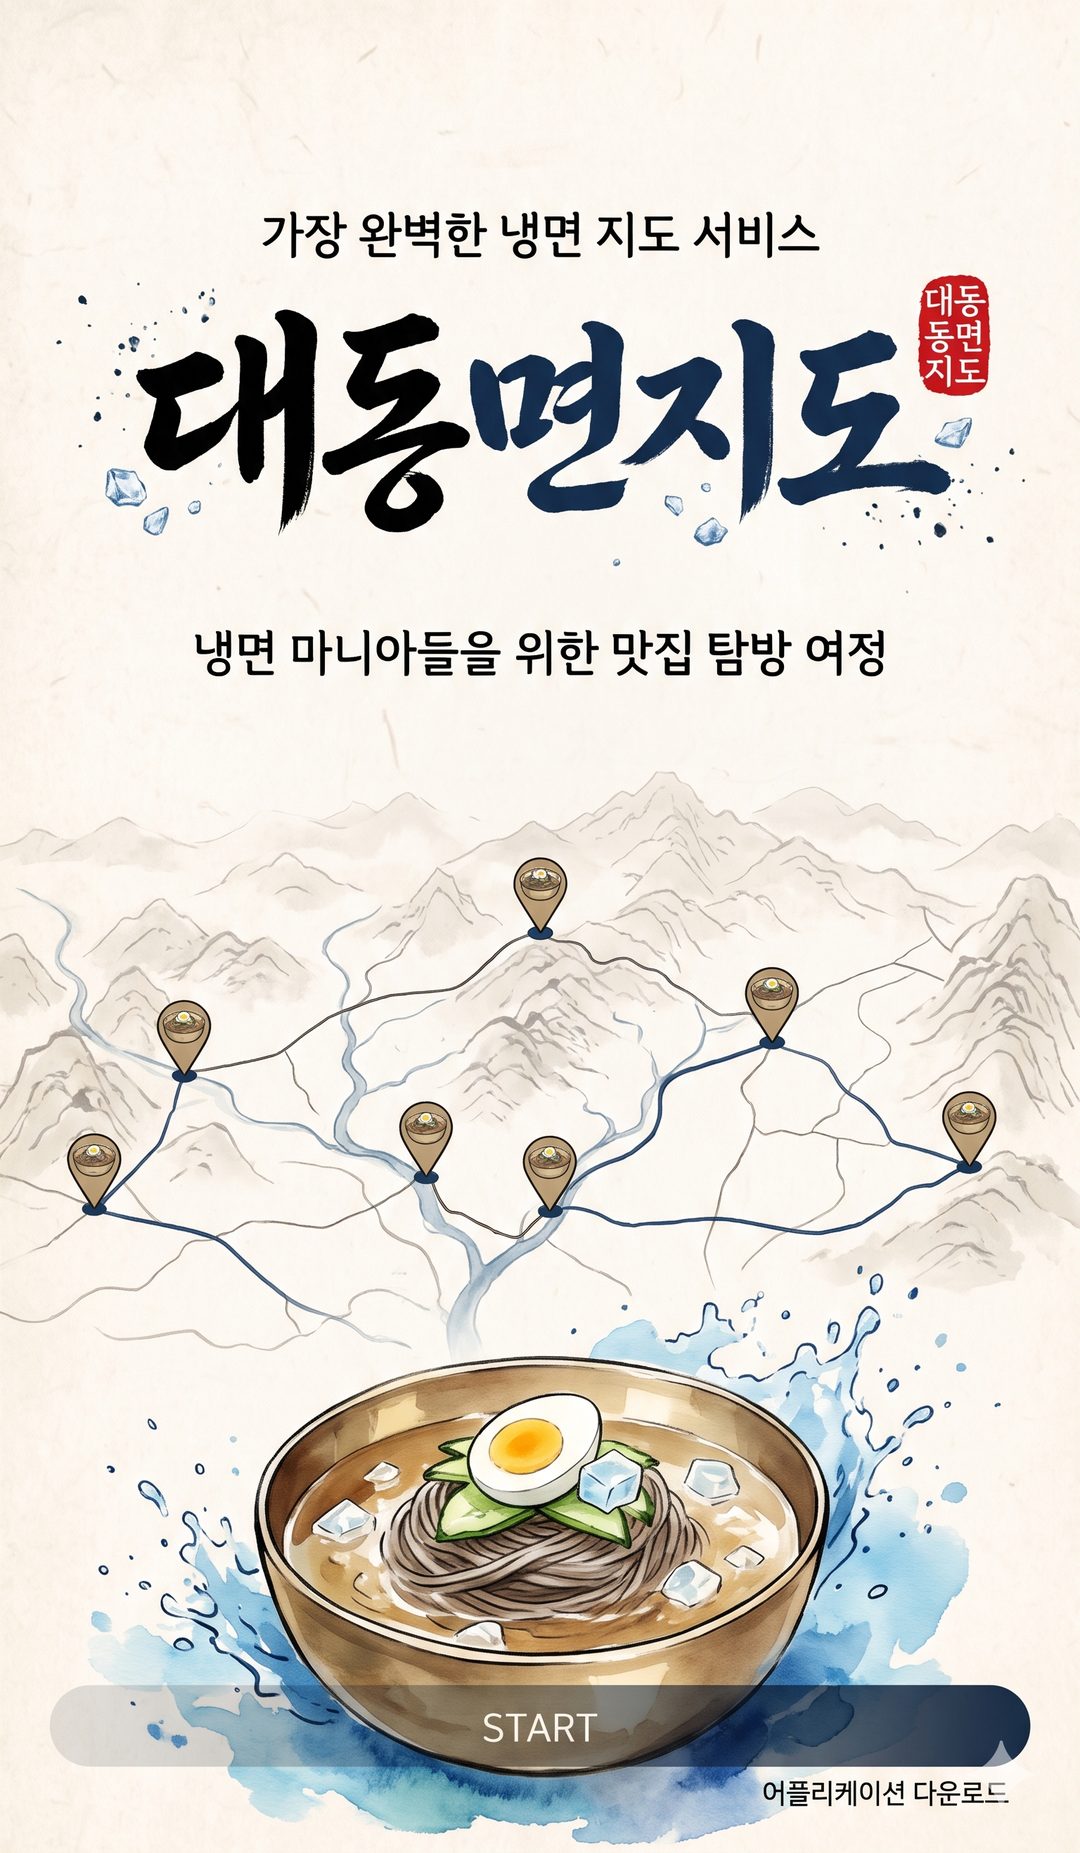 가장 완벽한 냉면 지도 서비스
대동면지도
대동
동면
지도
냉면 마니아들을 위한 맛집 탐방 여정
START
어플리케이션 다운로드